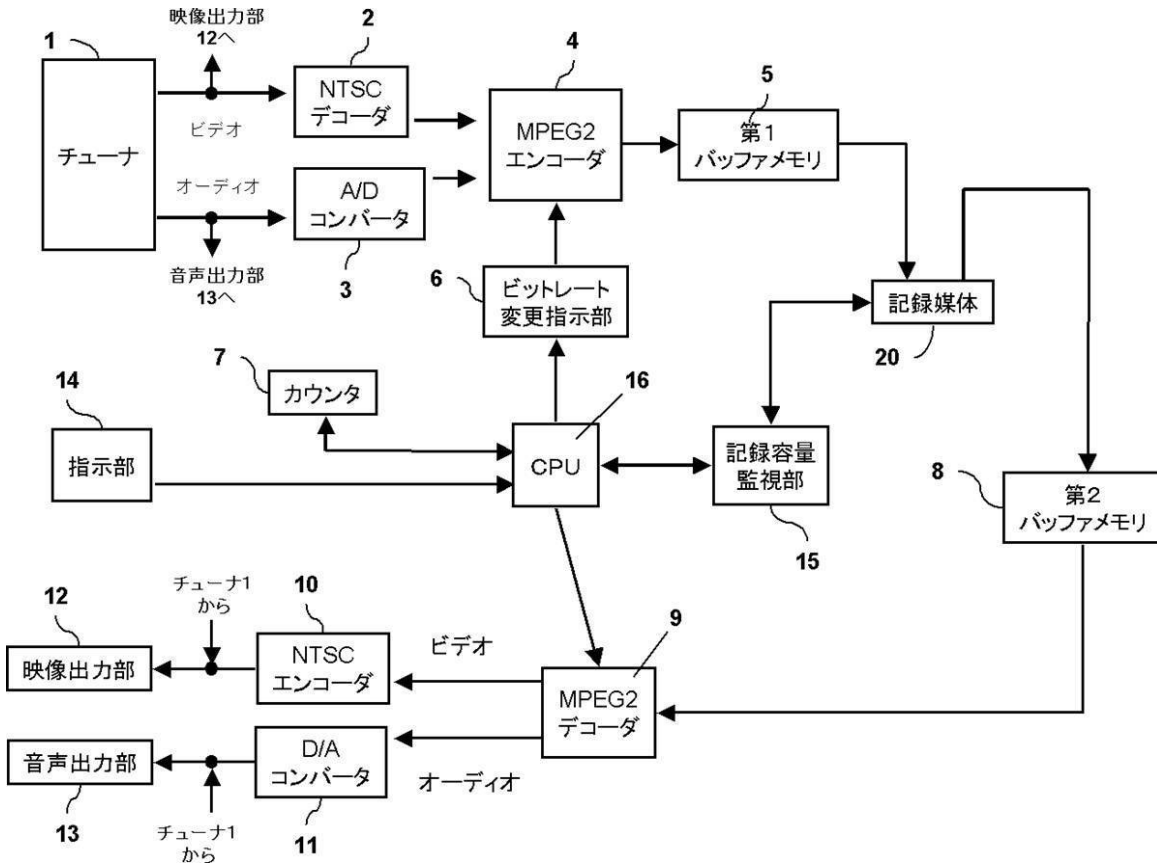 映像出力部
12へ
1
2
4
5
NTSC
デコーダ
ビデオ
MPEG2
エンコーダ
第1
バッファメモリ
チューナ
オーディオ
A/D
コンバータ
音声出力部
13へ
3
6
ビットレート
変更指示部
記録媒体
20
7
カウンタ
14
16
指示部
CPU
記録容量
監視部
15
8
第2
バッファメモリ
チューナ1
から
12
10
9
映像出力部
NTSC
エンコーダ
ビデオ
MPEG2
デコーダ
音声出力部
D/A
コンバータ
オーディオ
13
チューナ1
から
11